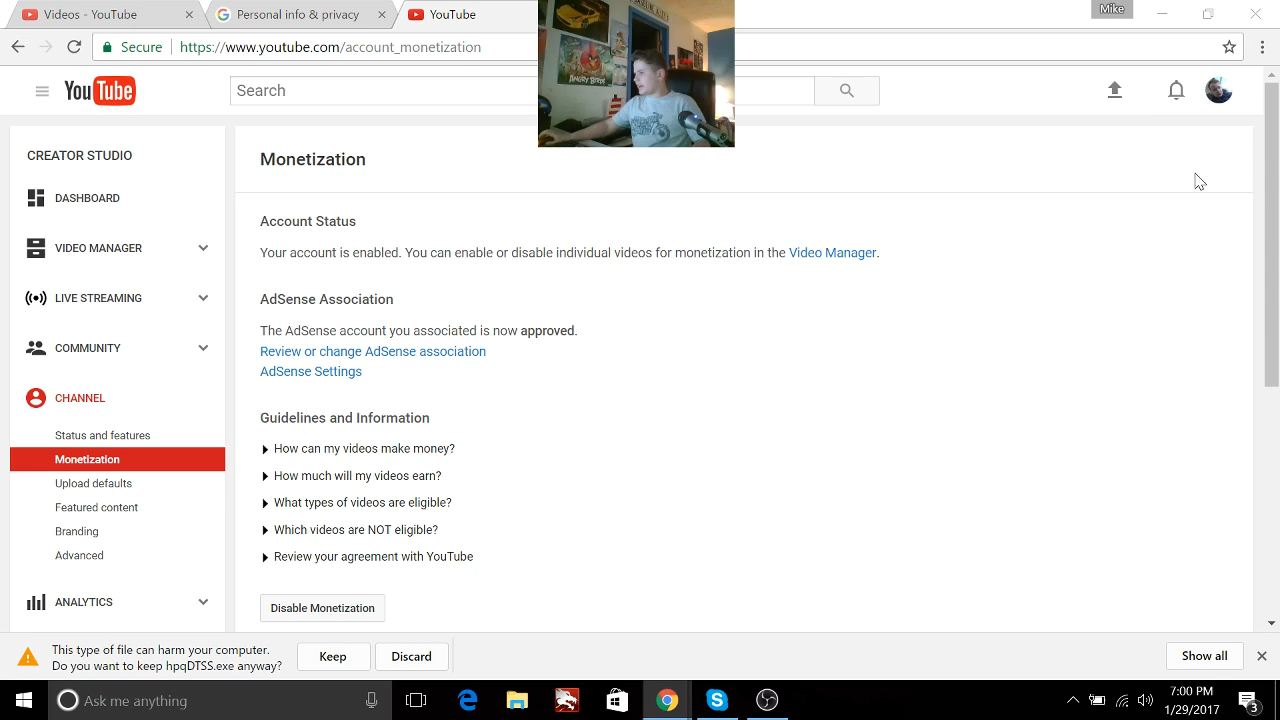 Videos - YouTube
Personal info & privacy
YouTube
Mike
Secure
https://www.youtube.com/account_monetization
YouTube
Search
ANGRY BIRDS
CREATOR STUDIO
DASHBOARD
VIDEO MANAGER
LIVE STREAMING
COMMUNITY
CHANNEL
Status and features
Monetization
Upload defaults
Featured content
Branding
Advanced
ANALYTICS
Monetization
Account Status
Your account is enabled. You can enable or disable individual videos for monetization in the Video Manager.
AdSense Association
The AdSense account you associated is now approved.
Review or change AdSense association
AdSense Settings
Guidelines and Information
How can my videos make money?
How much will my videos earn?
What types of videos are eligible?
Which videos are NOT eligible?
Review your agreement with YouTube
Disable Monetization
This type of file can harm your computer.
Do you want to keep hpqDTSS.exe anyway?
Keep
Discard
Show all
Ask me anything
7:00 PM
1/29/2017
3